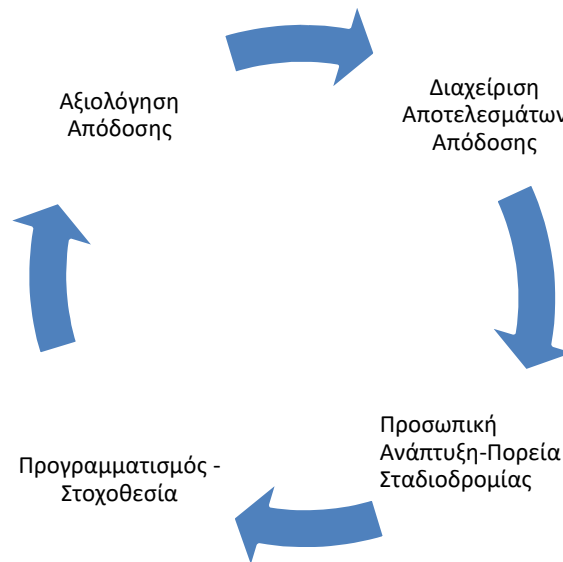 Αξιολόγηση
Απόδοσης
Διαχείριση
Αποτελεσμάτων
Απόδοσης
Προσωπική
Ανάπτυξη-Πορεία
Σταδιοδρομίας
Προγραμματισμός -
Στοχοθεσία